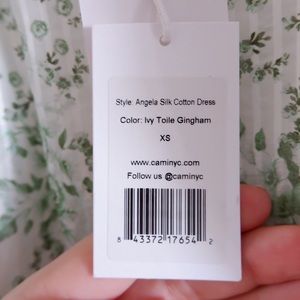 Style: Angela Silk Cotton Dress
Color: Ivy Toile Gingham
XS
www.caminyc.com
Follow us @caminyc
8 43372 17654 2